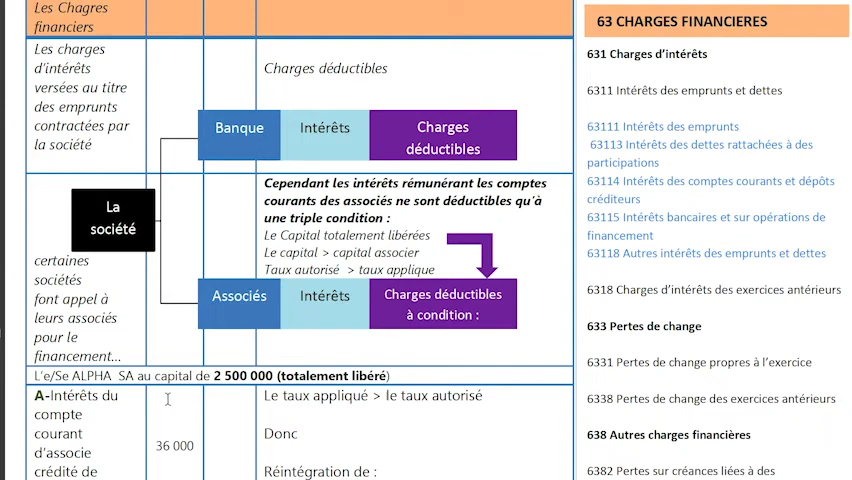 Les Chagres
financiers
Les charges
d’intérêts
versées au titre
des emprunts
contractées par
la société
Charges déductibles
Banque
Intérêts
Charges
déductibles
La
société
Cependant les intérêts rémunérant les comptes
courants des associés ne sont déductibles qu’à
une triple condition :
Le Capital totalement libérées
Le capital > capital associer
Taux autorisé > taux applique
certaines
sociétés
font appel à
leurs associés
pour le
financement...
Associés
Intérêts
Charges déductibles
à condition :
L’e/Se ALPHA SA au capital de 2 500 000 (totalement libéré)
A-Intérêts du
compte
courant
d’associe
crédité de
36 000
Le taux appliqué > le taux autorisé
Donc
Réintégration de :
63 CHARGES FINANCIERES
631 Charges d’intérêts
6311 Intérêts des emprunts et dettes
63111 Intérêts des emprunts
63113 Intérêts des dettes rattachées à des
participations
63114 Intérêts des comptes courants et dépôts
créditeurs
63115 Intérêts bancaires et sur opérations de
financement
63118 Autres intérêts des emprunts et dettes
6318 Charges d’intérêts des exercices antérieurs
633 Pertes de change
6331 Pertes de change propres à l’exercice
6338 Pertes de change des exercices antérieurs
638 Autres charges financières
6382 Pertes sur créances liées à des